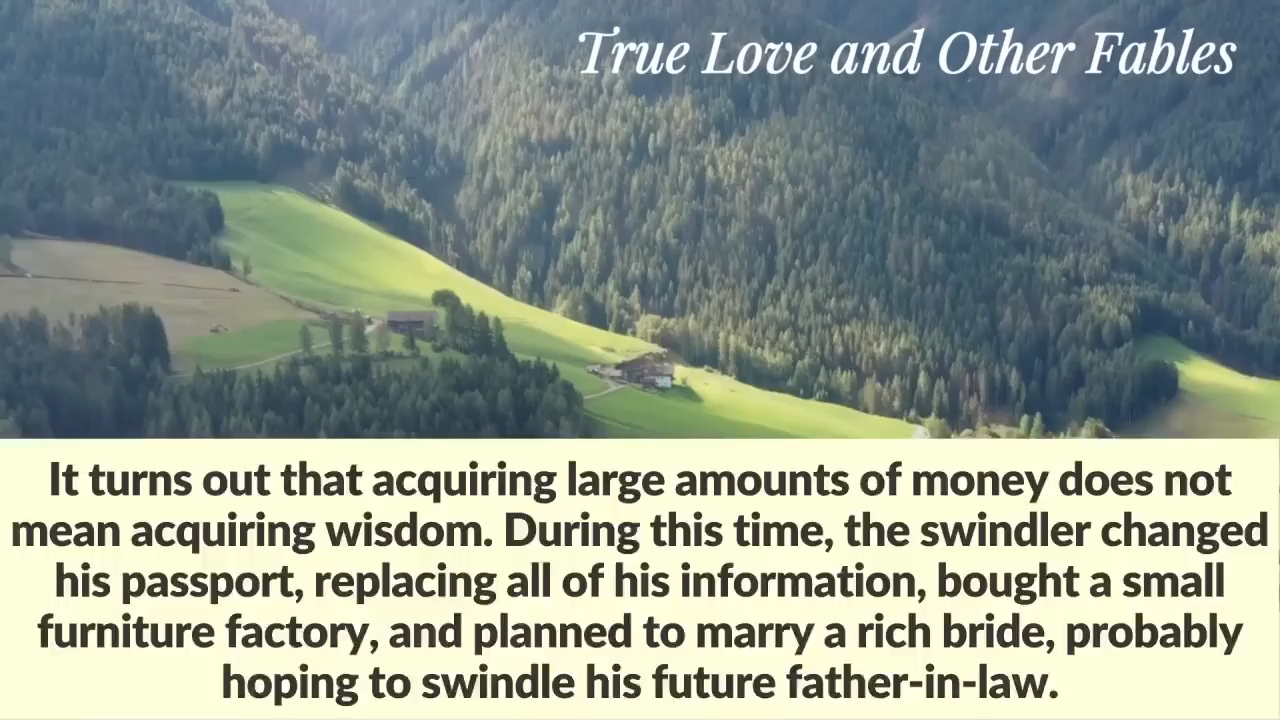 True Love and Other Fables
It turns out that acquiring large amounts of money does not
mean acquiring wisdom. During this time, the swindler changed
his passport, replacing all of his information, bought a small
furniture factory, and planned to marry a rich bride, probably
hoping to swindle his future father-in-law.